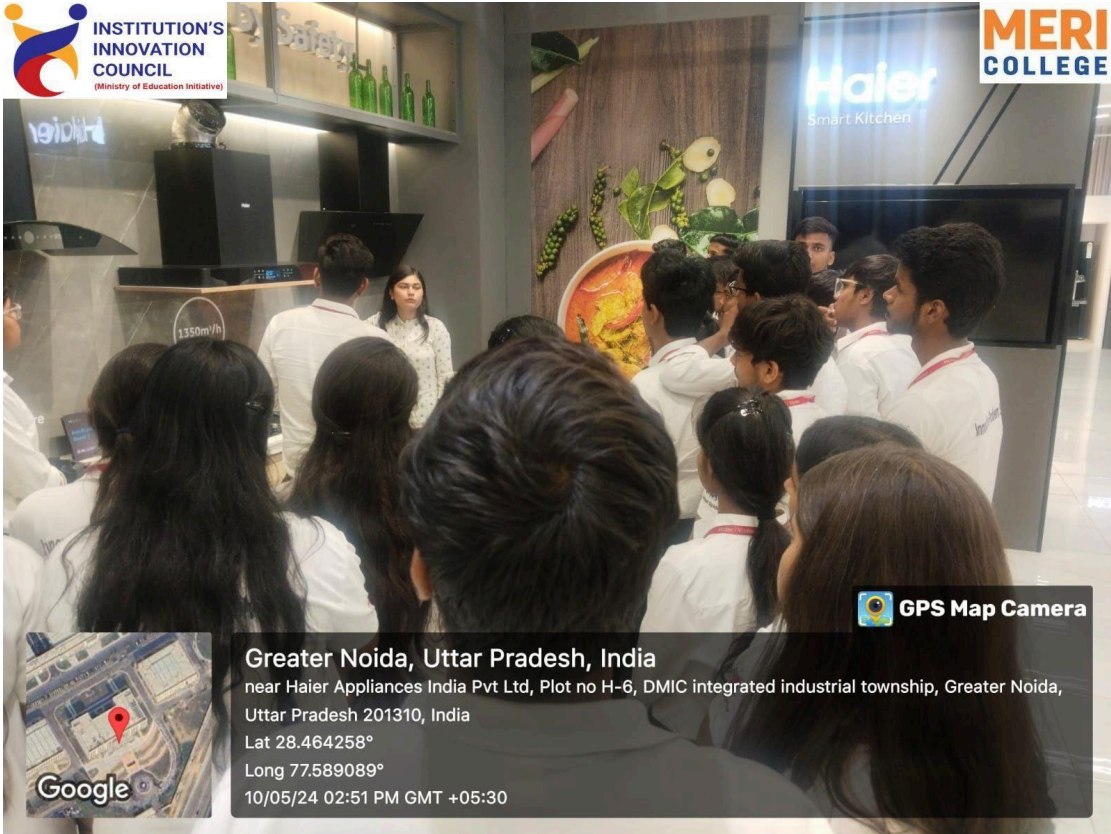 INSTITUTION'S
INNOVATION
COUNCIL
(Ministry of Education Initiative)
MERI
COLLEGE
Safety
Haier
Smart Kitchen
Haier
1350m³/h
GPS Map Camera
Greater Noida, Uttar Pradesh, India
near Haier Appliances India Pvt Ltd, Plot no H-6, DMIC integrated industrial township, Greater Noida,
Uttar Pradesh 201310, India
Lat 28.464258°
Long 77.589089°
10/05/24 02:51 PM GMT +05:30
Google